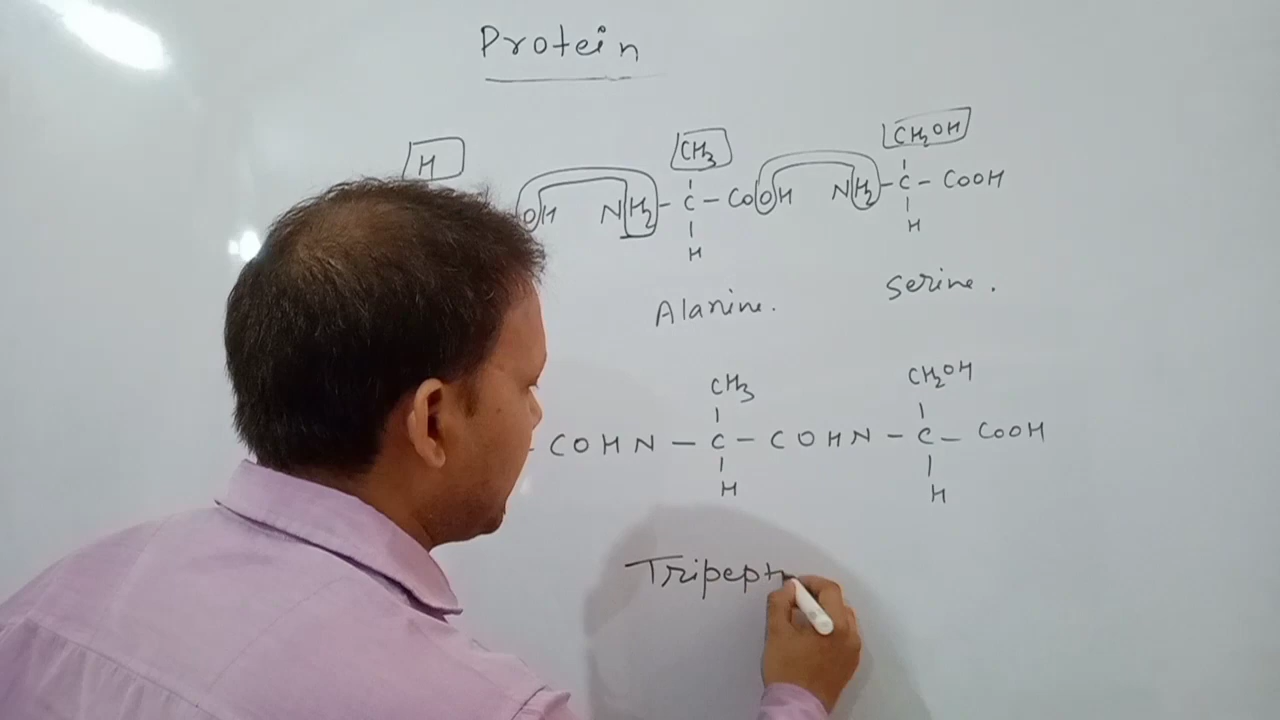 Protein
H CH3 CH2OH
OH NH2 - C - COOH NH2 - C - COOH
H H
Alanine. Serine.
CH3 CH2OH
- COHN - C - COHN - C - COOH
H H
Tripept